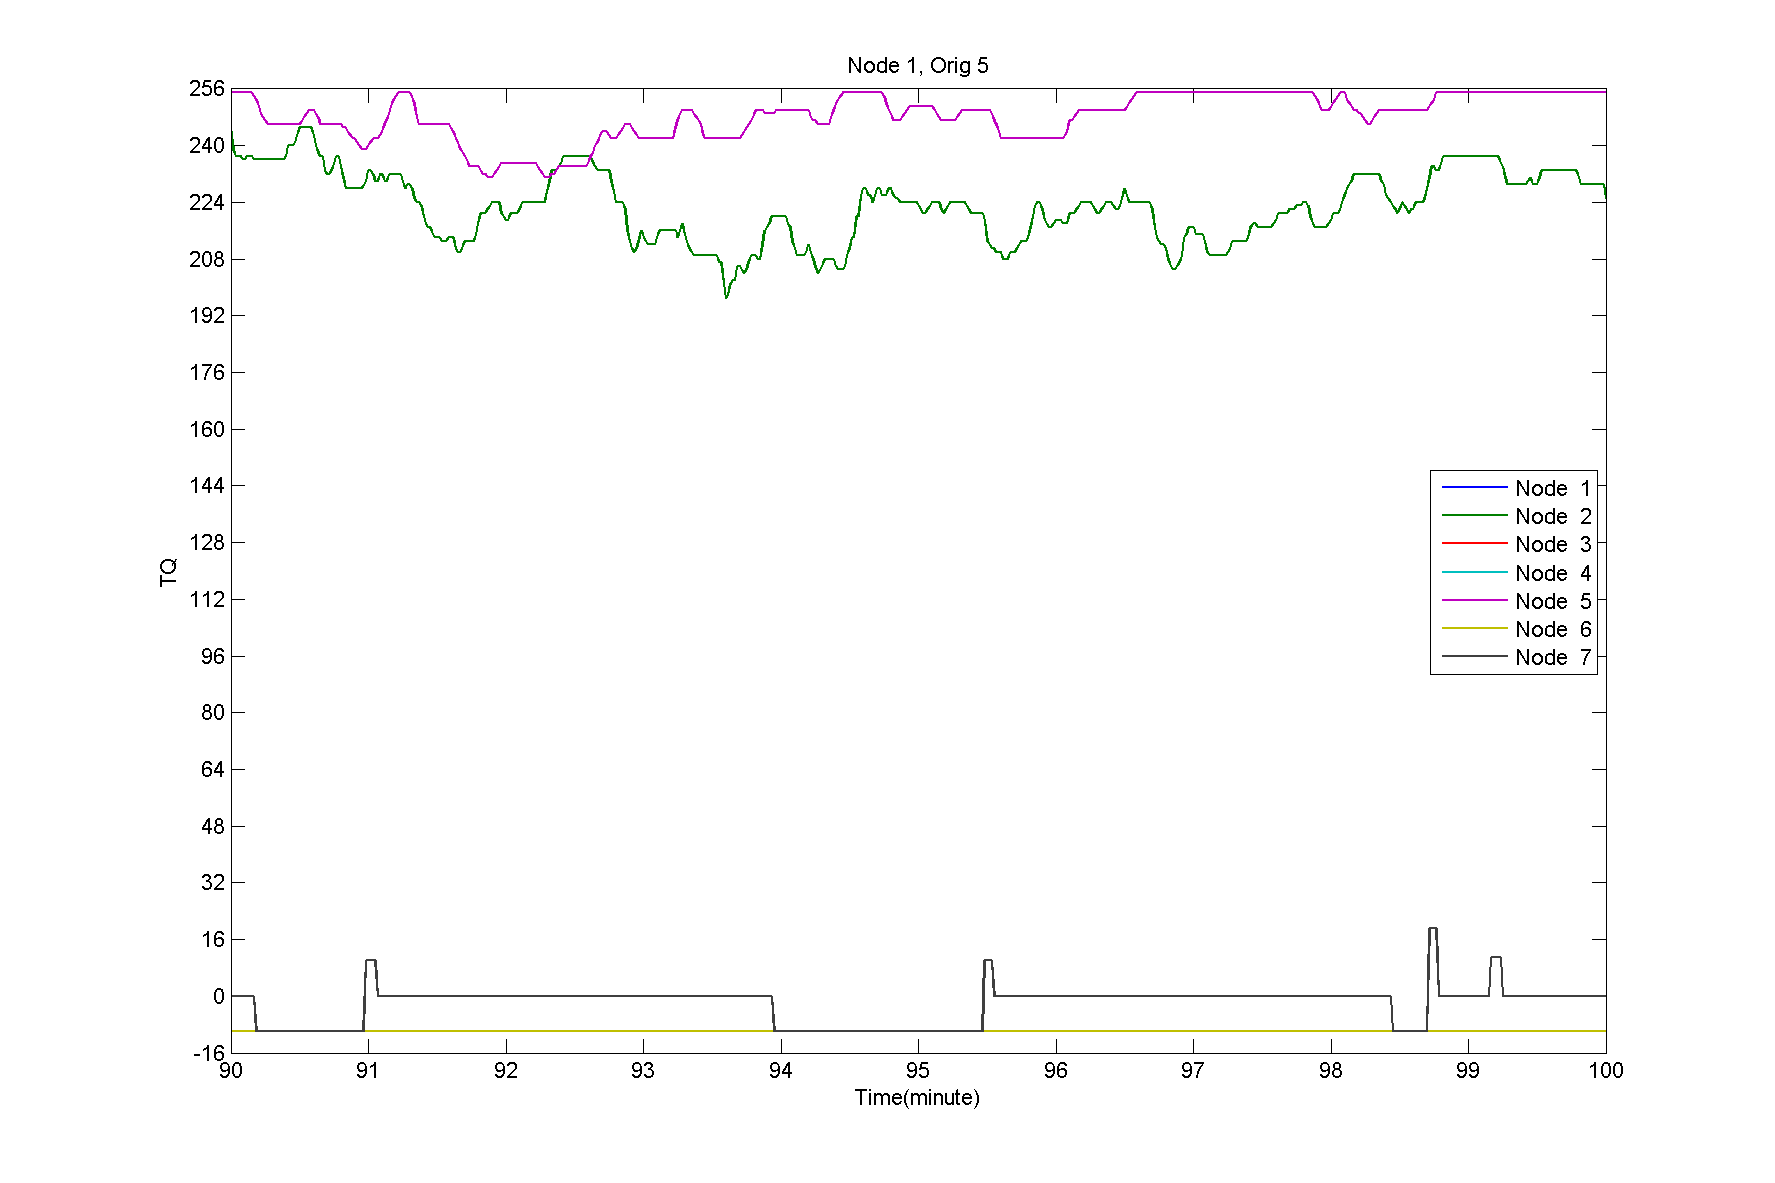 Node 1, Orig 5
256
240
224
208
192
176
160
144
128
112
96
80
64
48
32
16
0
-16
TQ
Node 1
Node 2
Node 3
Node 4
Node 5
Node 6
Node 7
90 91 92 93 94 95 96 97 98 99 100
Time(minute)